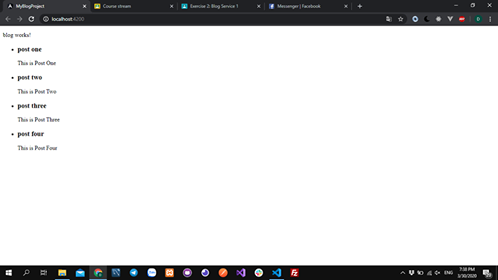 MyBlogProject
Course stream
Exercise 2: Blog Service 1
Messenger | Facebook
localhost:4200
blog works!
post one
This is Post One
post two
This is Post Two
post three
This is Post Three
post four
This is Post Four
ENG
7:38 PM
3/30/2020